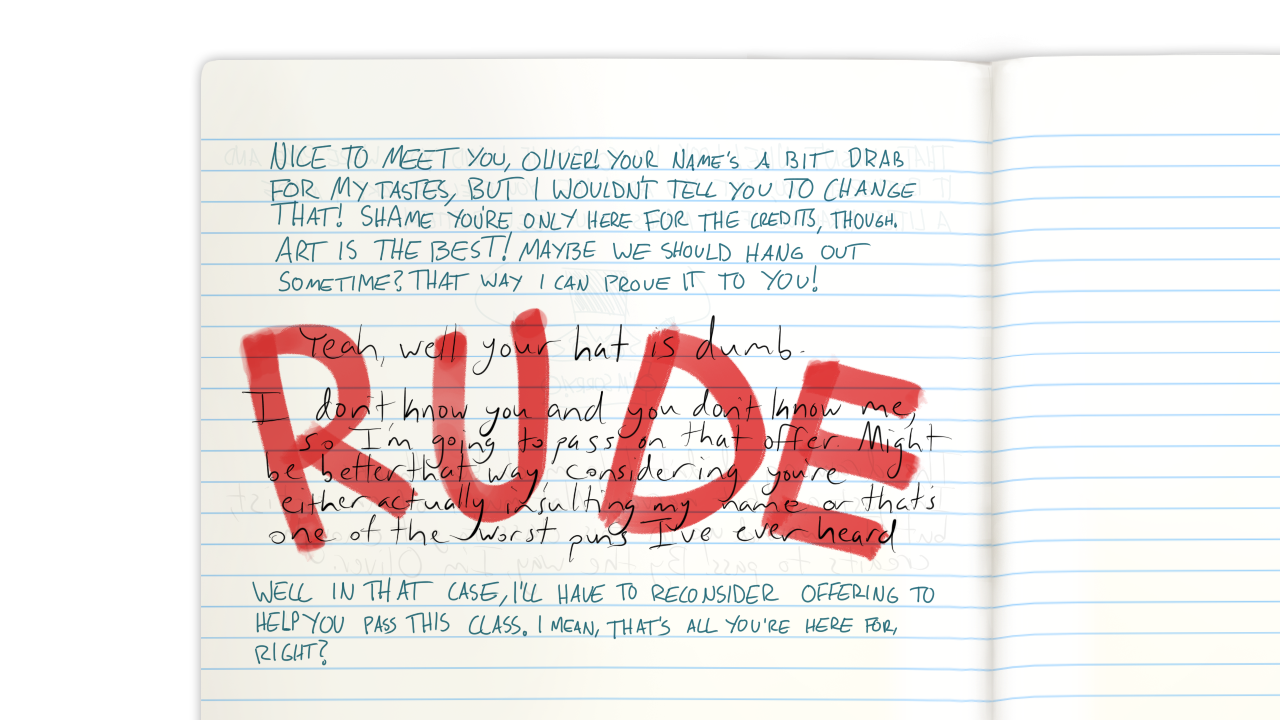 NICE TO MEET YOU, OLIVER! YOUR NAME'S A BIT DRAB
FOR MY TASTES, BUT I WOULDN'T TELL YOU TO CHANGE
THAT! SHAME YOU'RE ONLY HERE FOR THE CREDITS, THOUGH.
ART IS THE BEST! MAYBE WE SHOULD HANG OUT
SOMETIME? THAT WAY I CAN PROVE IT TO YOU!
RUDE
Yeah, well your hat is dumb.
I don't know you and you don't know me,
so I'm going to pass on that offer. Might
be better that way, considering you're
either actually insulting my name or that's
one of the worst puns I've ever heard
WELL IN THAT CASE, I'LL HAVE TO RECONSIDER OFFERING TO
HELP YOU PASS THIS CLASS. I MEAN, THAT'S ALL YOU'RE HERE FOR,
RIGHT?